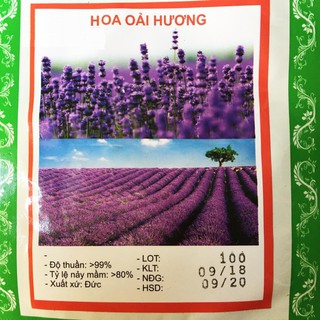 HOA OẢI HƯƠNG
-
- Độ thuần: >99%
- Tỷ lệ nảy mầm: >80%
- Xuất xứ: Đức
- LOT: 100
- KLT: 09/18
- NĐG: 09/20
- HSD: